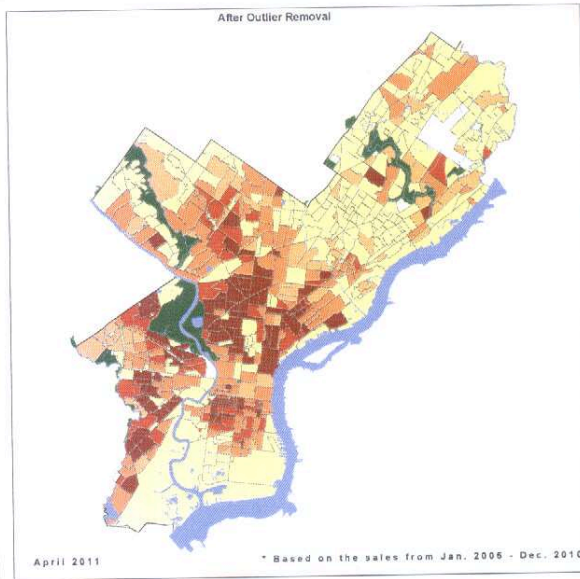 After Outlier Removal
April 2011
* Based on the sales from Jan. 2006 - Dec. 2010